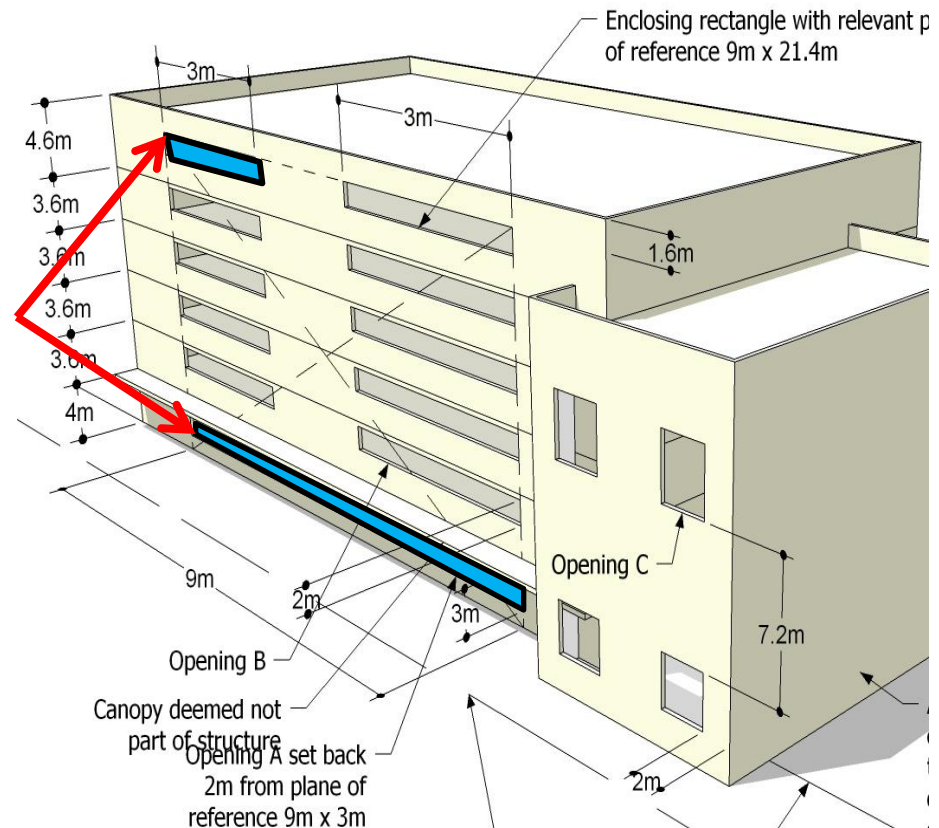 Enclosing rectangle with relevant p
of reference 9m x 21.4m
3m
3m
4.6m
3.6m
3.6m
3.6m
3.6m
4m
1.6m
9m
2m
3m
Opening C
7.2m
Opening B
Canopy deemed not
part of structure
Opening A set back
2m from plane of
reference 9m x 3m
2m